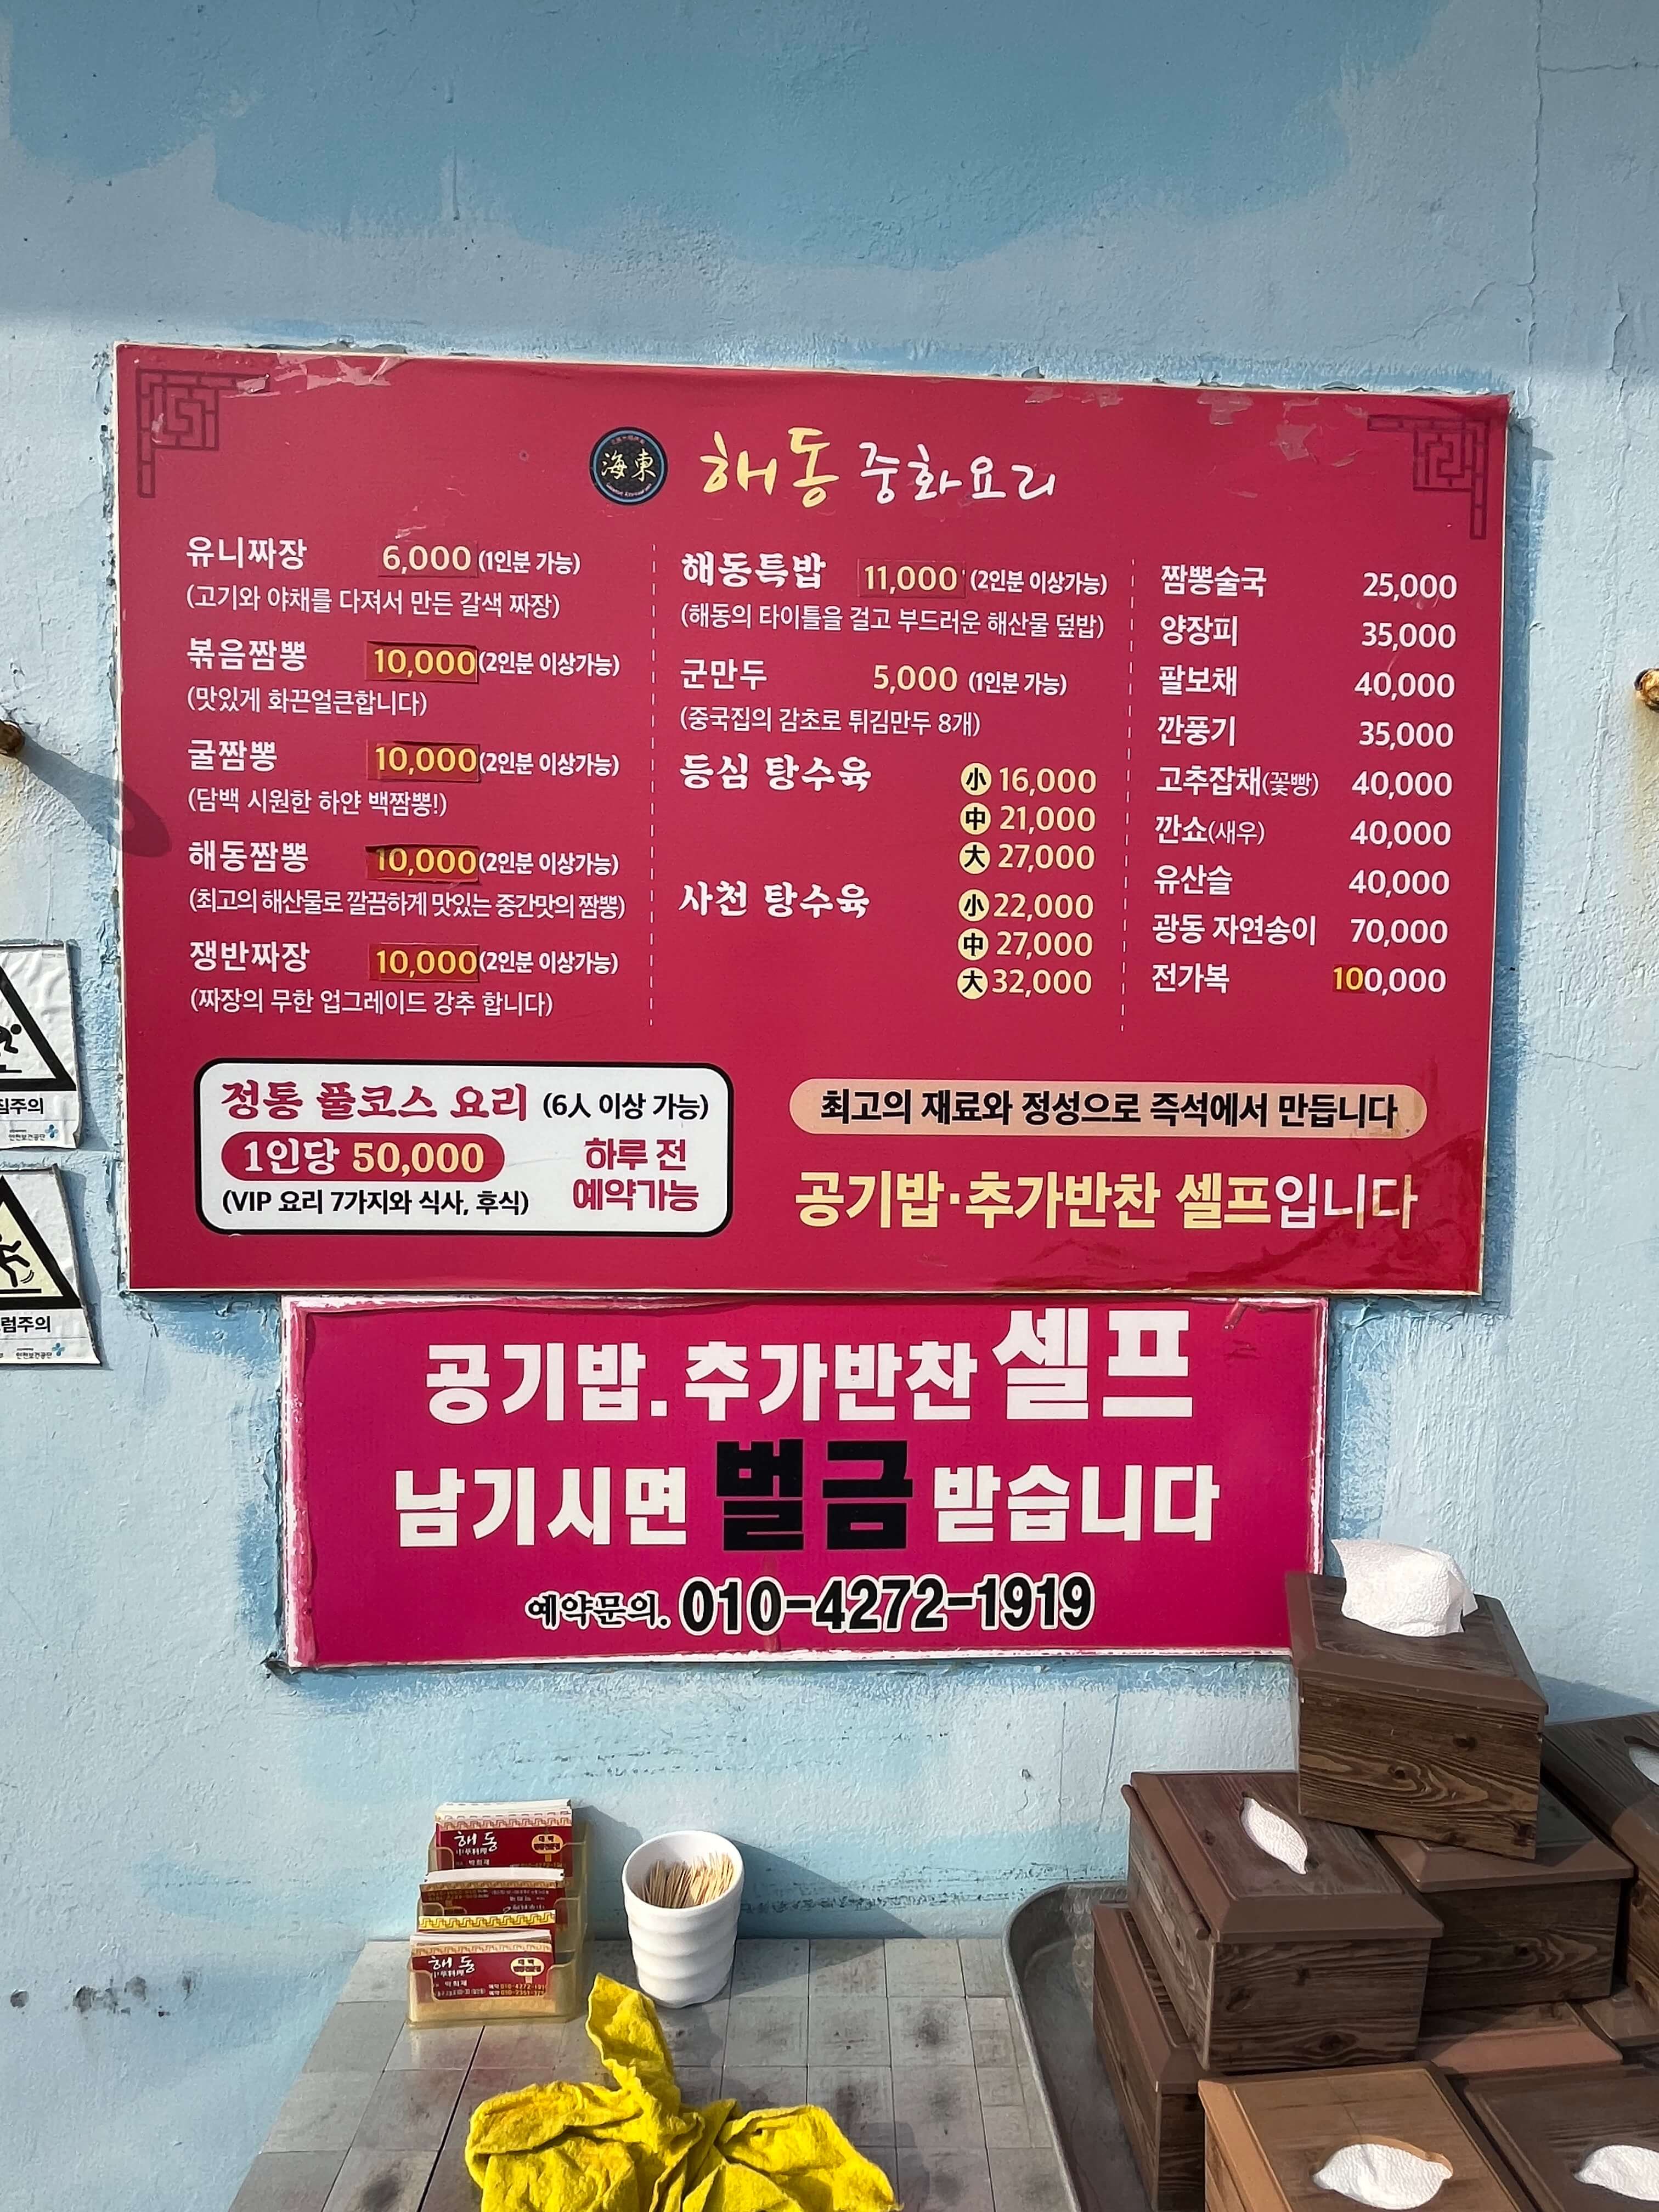 海東
해동 중화요리
유니짜장 6,000 (1인분 가능)
(고기와 야채를 다져서 만든 갈색 짜장)
볶음짬뽕 10,000 (2인분 이상가능)
(맛있게 화끈얼큰합니다)
굴짬뽕 10,000 (2인분 이상가능)
(담백 시원한 하얀 백짬뽕!)
해동짬뽕 10,000 (2인분 이상가능)
(최고의 해산물로 깔끔하게 맛있는 중간맛의 짬뽕)
쟁반짜장 10,000 (2인분 이상가능)
(짜장의 무한 업그레이드 강추 합니다)
해동특밥 11,000 (2인분 이상가능)
(해동의 타이틀을 걸고 부드러운 해산물 덮밥)
군만두 5,000 (1인분 가능)
(중국집의 감초로 튀김만두 8개)
등심 탕수육 小 16,000
中 21,000
大 27,000
사천 탕수육 小 22,000
中 27,000
大 32,000
짬뽕술국 25,000
양장피 35,000
팔보채 40,000
깐풍기 35,000
고추잡채(꽃빵) 40,000
깐쇼(새우) 40,000
유산슬 40,000
광동 자연송이 70,000
전가복 100,000
정통 풀코스 요리 (6人 이상 가능)
1인당 50,000
(VIP 요리 7가지와 식사, 후식)
하루 전
예약가능
최고의 재료와 정성으로 즉석에서 만듭니다
공기밥·추가반찬 셀프입니다
공기밥. 추가반찬 셀프
남기시면 벌금 받습니다
예약문의. 010-4272-1919
주의
럼주의
해동
해동